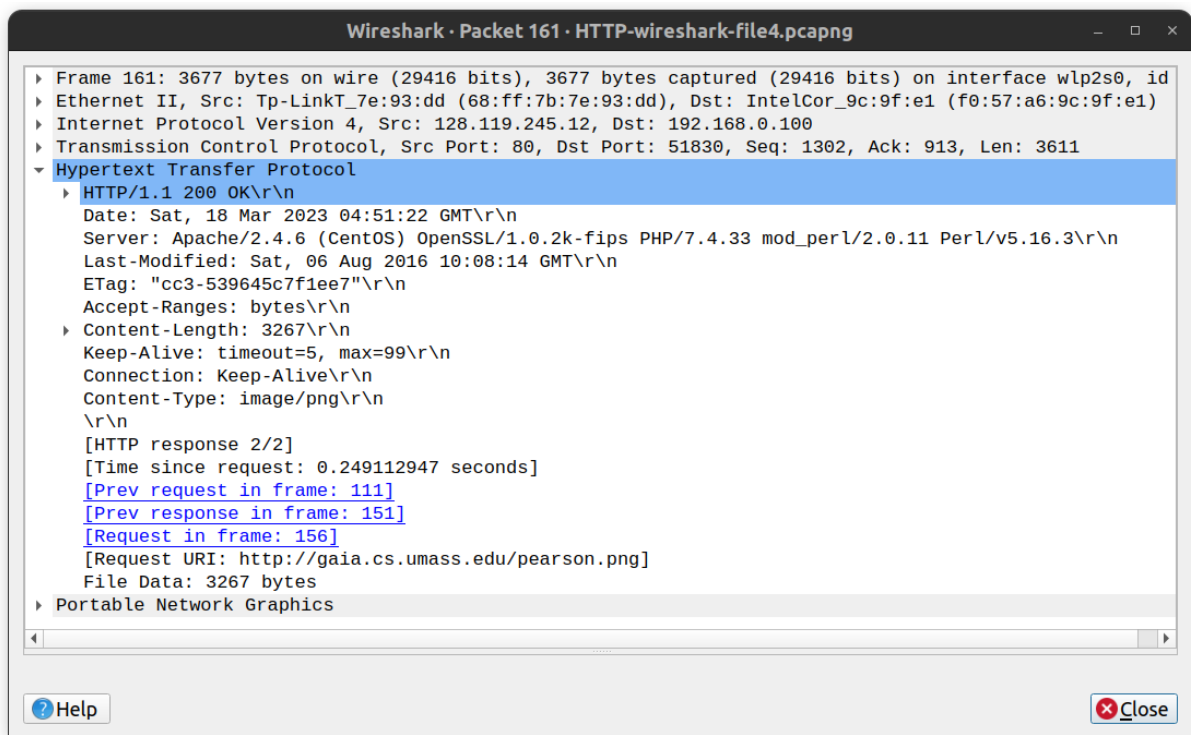 Wireshark · Packet 161 · HTTP-wireshark-file4.pcapng
Frame 161: 3677 bytes on wire (29416 bits), 3677 bytes captured (29416 bits) on interface wlp2s0, id
Ethernet II, Src: Tp-LinkT_7e:93:dd (68:ff:7b:7e:93:dd), Dst: IntelCor_9c:9f:e1 (f0:57:a6:9c:9f:e1)
Internet Protocol Version 4, Src: 128.119.245.12, Dst: 192.168.0.100
Transmission Control Protocol, Src Port: 80, Dst Port: 51830, Seq: 1302, Ack: 913, Len: 3611
Hypertext Transfer Protocol
HTTP/1.1 200 OK\r\n
Date: Sat, 18 Mar 2023 04:51:22 GMT\r\n
Server: Apache/2.4.6 (CentOS) OpenSSL/1.0.2k-fips PHP/7.4.33 mod_perl/2.0.11 Perl/v5.16.3\r\n
Last-Modified: Sat, 06 Aug 2016 10:08:14 GMT\r\n
ETag: "cc3-539645c7f1ee7"\r\n
Accept-Ranges: bytes\r\n
Content-Length: 3267\r\n
Keep-Alive: timeout=5, max=99\r\n
Connection: Keep-Alive\r\n
Content-Type: image/png\r\n
\r\n
[HTTP response 2/2]
[Time since request: 0.249112947 seconds]
[Prev request in frame: 111]
[Prev response in frame: 151]
[Request in frame: 156]
[Request URI: http://gaia.cs.umass.edu/pearson.png]
File Data: 3267 bytes
Portable Network Graphics
Help
Close